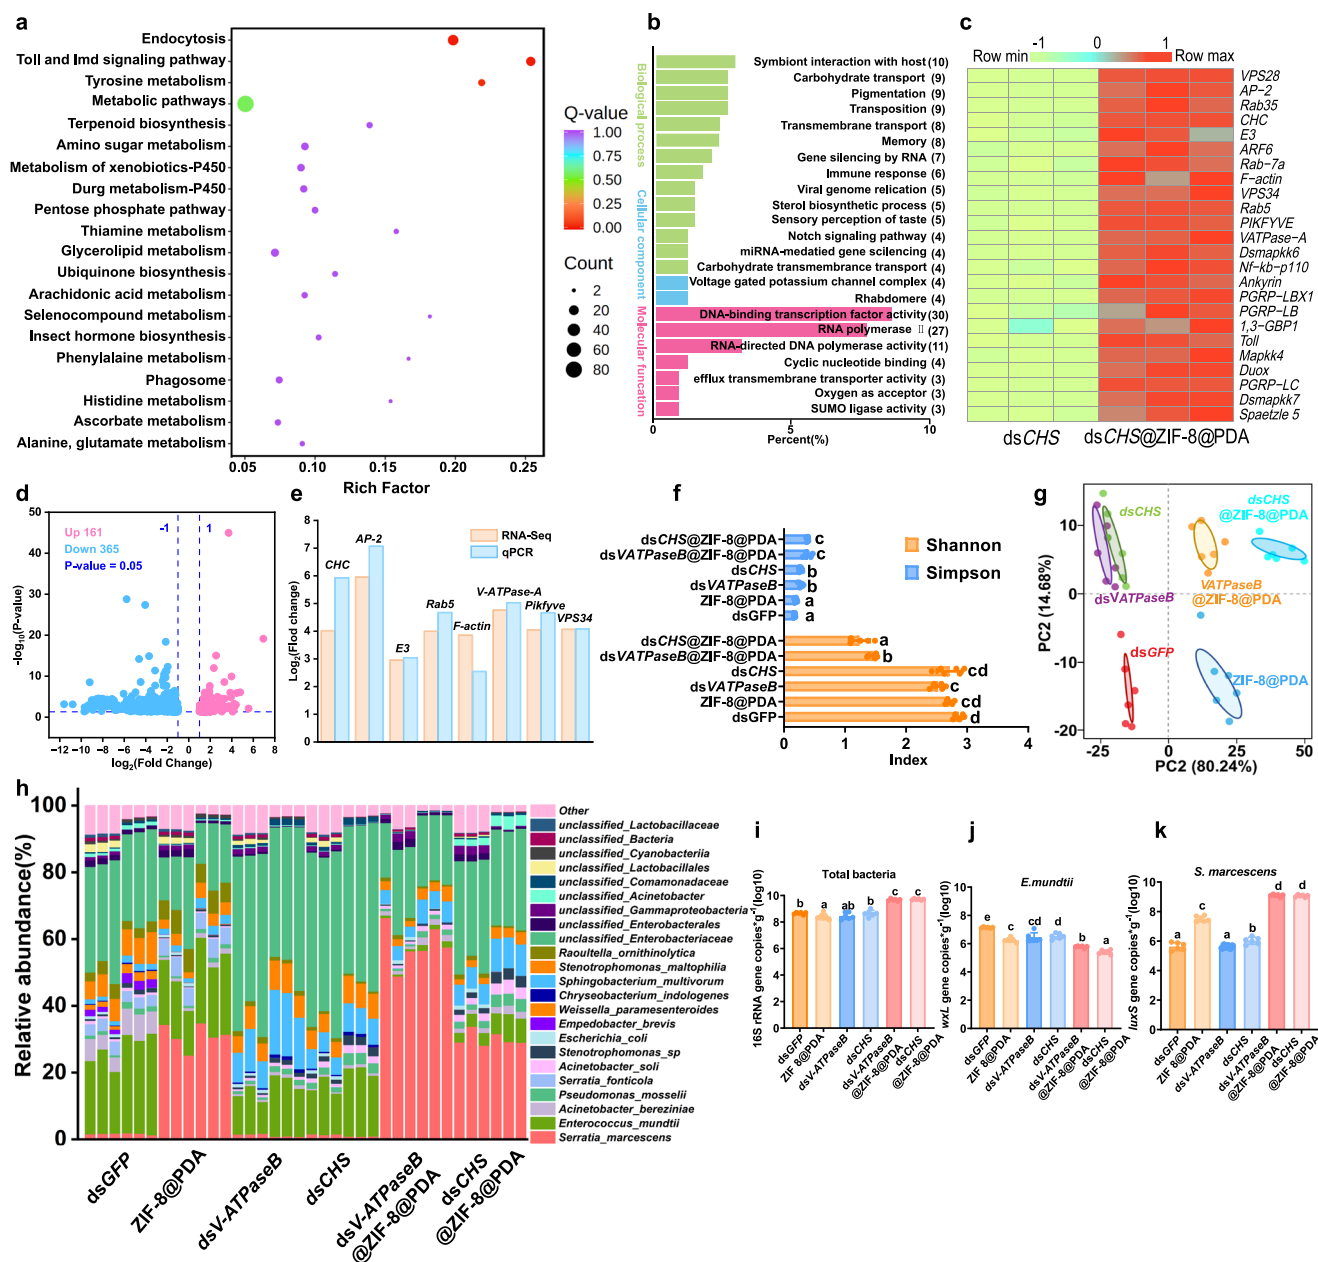 a
Endocytosis
Toll and Imd signaling pathway
Tyrosine metabolism
Metabolic pathways
Terpenoid biosynthesis
Amino sugar metabolism
Metabolism of xenobiotics-P450
Durg metabolism-P450
Pentose phosphate pathway
Thiamine metabolism
Glycerolipid metabolism
Ubiquinone biosynthesis
Arachidonic acid metabolism
Selenocompound metabolism
Insect hormone biosynthesis
Phenylalaine metabolism
Phagosome
Histidine metabolism
Ascorbate metabolism
Alanine, glutamate metabolism
0.05 0.10 0.15 0.20 0.25
Rich Factor
Q-value
1.00
0.75
0.50
0.25
0.00
Count
2
20
40
60
80
b
Biological process
Cellular component
Molecular funcation
Symbiont interaction with host (10)
Carbohydrate transport (9)
Pigmentation (9)
Transposition (9)
Transmembrane transport (8)
Memory (8)
Gene silencing by RNA (7)
Immune response (6)
Viral genome relication (5)
Sterol biosynthetic process (5)
Sensory perception of taste (5)
Notch signaling pathway (4)
miRNA-mediated gene scilencing (4)
Carbohydrate transmembrance transport (4)
Voltage gated potassium channel complex (4)
Rhabdomere (4)
DNA-binding transcription factor activity (30)
RNA polymerase II (27)
RNA-directed DNA polymerase activity (11)
Cyclic nucleotide binding (4)
efflux transmembrane transporter activity (3)
Oxygen as acceptor (3)
SUMO ligase activity (3)
0 5 10
Percent(%)
c
-1 0 1
Row min Row max
VPS28
AP-2
Rab35
CHC
E3
ARF6
Rab-7a
F-actin
VPS34
Rab5
PIKFYVE
VATPase-A
Dsmapkk6
Nf-kb-p110
Ankyrin
PGRP-LBX1
PGRP-LB
1,3-GBP1
Toll
Mapkk4
Duox
PGRP-LC
Dsmapkk7
Spaetzle 5
dsCHS dsCHS@ZIF-8@PDA
d
-1 1
Up 161
Down 365
P-value = 0.05
50
40
30
20
10
0
-log10(P-value)
-12 -10 -8 -6 -4 -2 0 2 4 6 8
log2(Fold Change)
e
RNA-Seq
qPCR
8
7
6
5
4
3
2
1
0
Log2(Flod change)
CHC
AP-2
E3
Rab5
F-actin
V-ATPase-A
Pikfyve
VPS34
f
dsCHS@ZIF-8@PDA c
dsVATPaseB@ZIF-8@PDA c
dsCHS b
dsVATPaseB b
ZIF-8@PDA a
dsGFP a
dsCHS@ZIF-8@PDA a
dsVATPaseB@ZIF-8@PDA b
dsCHS cd
dsVATPaseB c
ZIF-8@PDA cd
dsGFP d
Shannon
Simpson
0 1 2 3 4
Index
g
dsCHS
dsVATPaseB
dsCHS
@ZIF-8@PDA
VATPaseB
@ZIF-8@PDA
dsGFP
ZIF-8@PDA
10
0
-10
-20
PC2 (14.68%)
-25 0 25 50
PC2 (80.24%)
h
100
80
60
40
20
0
Relative abundance(%)
dsGFP
ZIF-8@PDA
dsV-ATPaseB
dsCHS
dsV-ATPaseB
@ZIF-8@PDA
dsCHS
@ZIF-8@PDA
Other
unclassified_Lactobacillaceae
unclassified_Bacteria
unclassified_Cyanobacteriia
unclassified_Lactobacillales
unclassified_Comamonadaceae
unclassified_Acinetobacter
unclassified_Gammaproteobacteria
unclassified_Enterobacterales
unclassified_Enterobacteriaceae
Raoultella_ornithinolytica
Stenotrophomonas_maltophilia
Sphingobacterium_multivorum
Chryseobacterium_indologenes
Weissella_paramesenteroides
Empedobacter_brevis
Escherichia_coli
Stenotrophomonas_sp
Acinetobacter_soli
Serratia_fonticola
Pseudomonas_mosselii
Acinetobacter_bereziniae
Enterococcus_mundtii
Serratia_marcescens
i
Total bacteria
16S rRNA gene copies*g-1(log10)
10
8
6
4
2
0
b a ab b c c
dsGFP
ZIF 8@PDA
dsV-ATPaseB
dsCHS
dsV-ATPaseB
@ZIF-8@PDA
dsCHS
@ZIF-8@PDA
j
E.mundtii
wxL gene copies*g-1(log10)
10
8
6
4
2
0
e c cd d b a
dsGFP
ZIF-8@PDA
dsV-ATPaseB
dsCHS
dsV-ATPaseB
@ZIF-8@PDA
dsCHS
@ZIF-8@PDA
k
S. marcescens
luxS gene copies*g-1(log10)
10
8
6
4
2
0
a c a b d d
dsGFP
ZIF 8@PDA
dsV-ATPaseB
dsCHS
dsV-ATPaseB
@ZIF-8@PDA
dsCHS
@ZIF-8@PDA